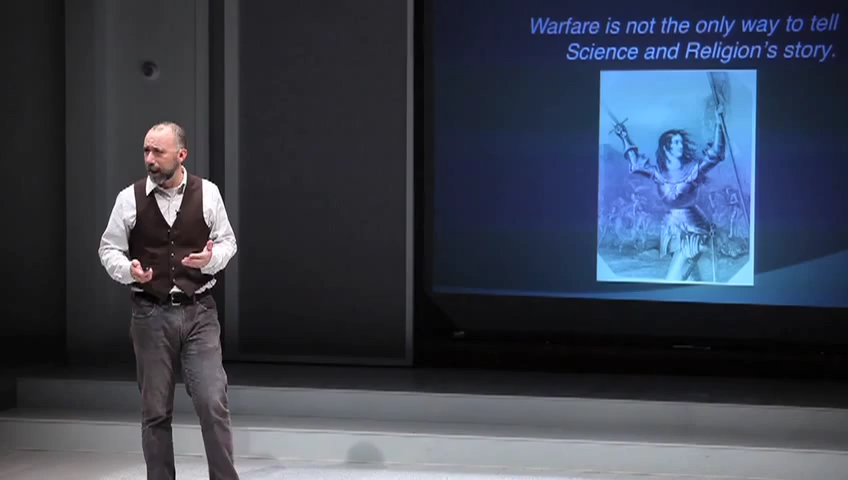 Warfare is not the only way to tell
Science and Religion's story.